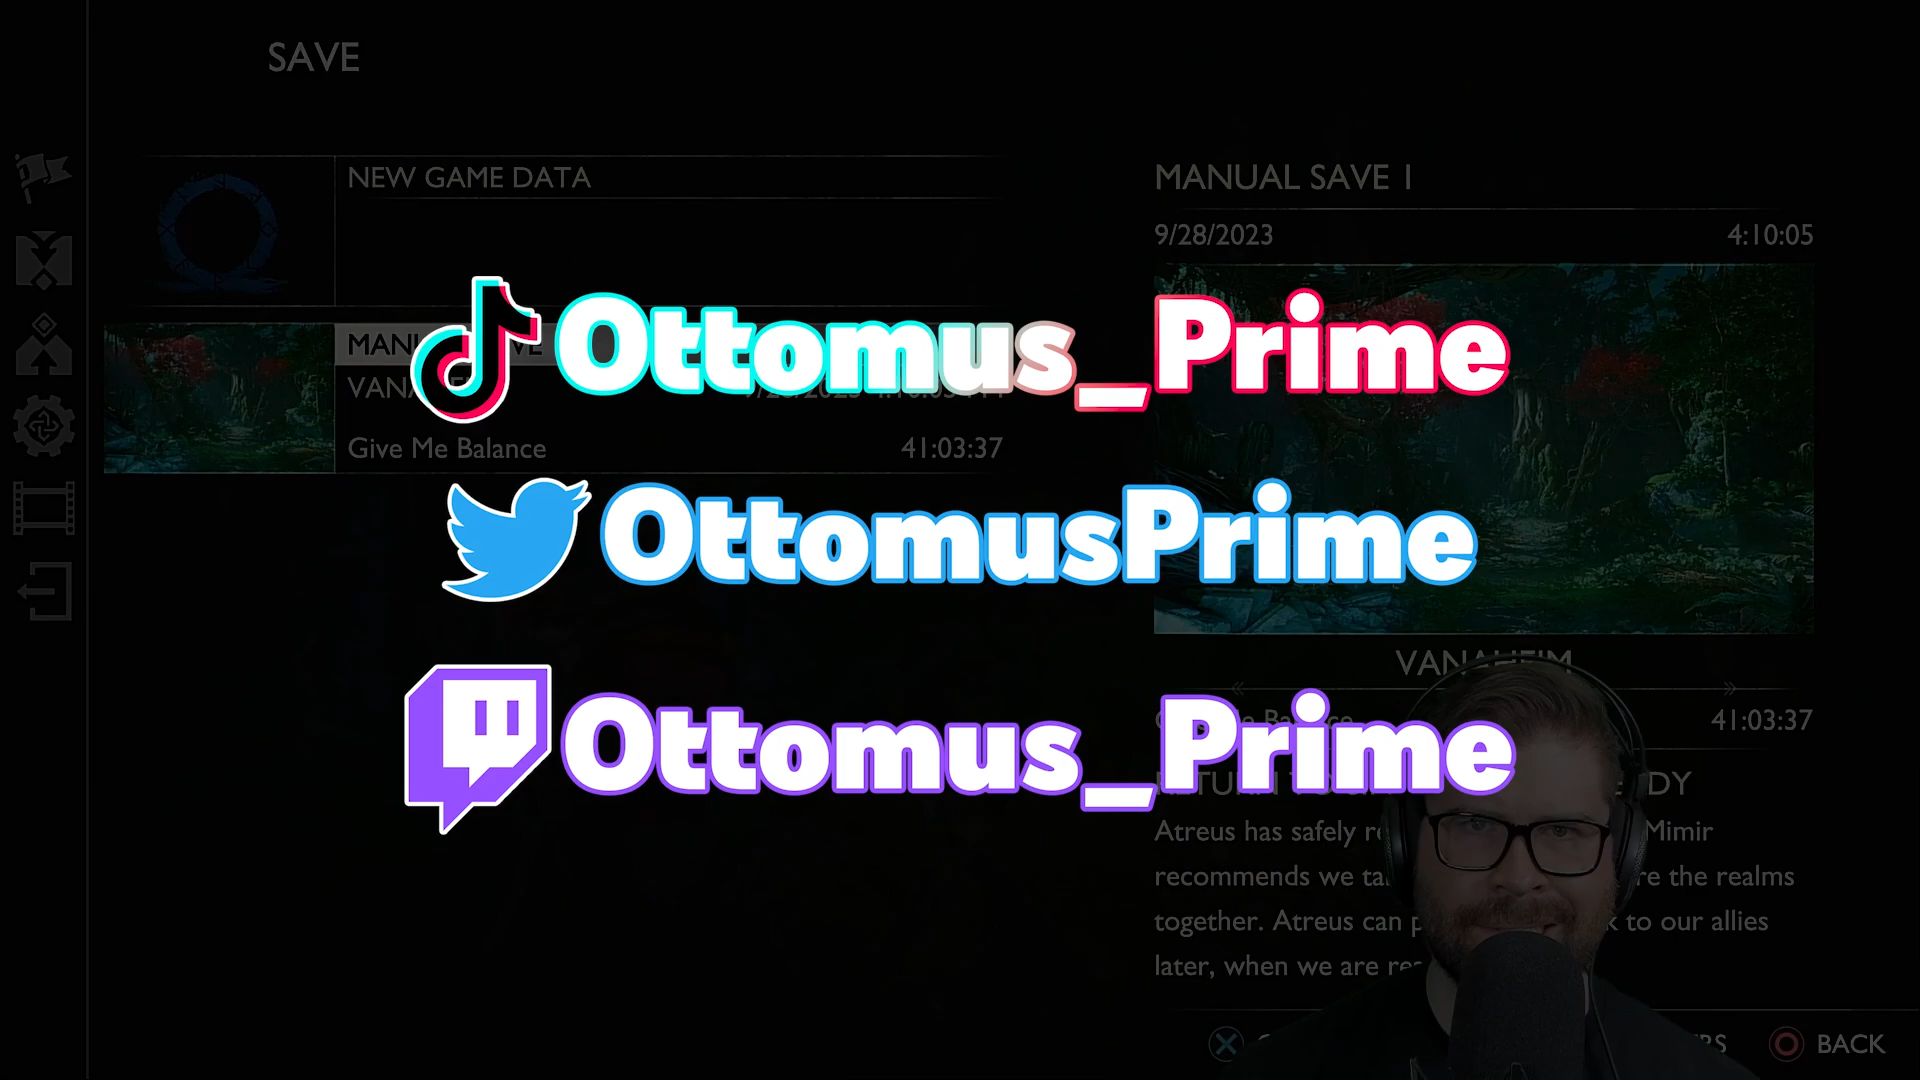 SAVE
NEW GAME DATA
MANUAL SAVE 1
9/28/2023 4:10:05
Ottomus_Prime
Give Me Balance 41:03:37
OttomusPrime
VANAHEIM
41:03:37
Ottomus_Prime
Atreus has safely Mimir
recommends we the realms
together. Atreus can to our allies
later, when we are
BACK